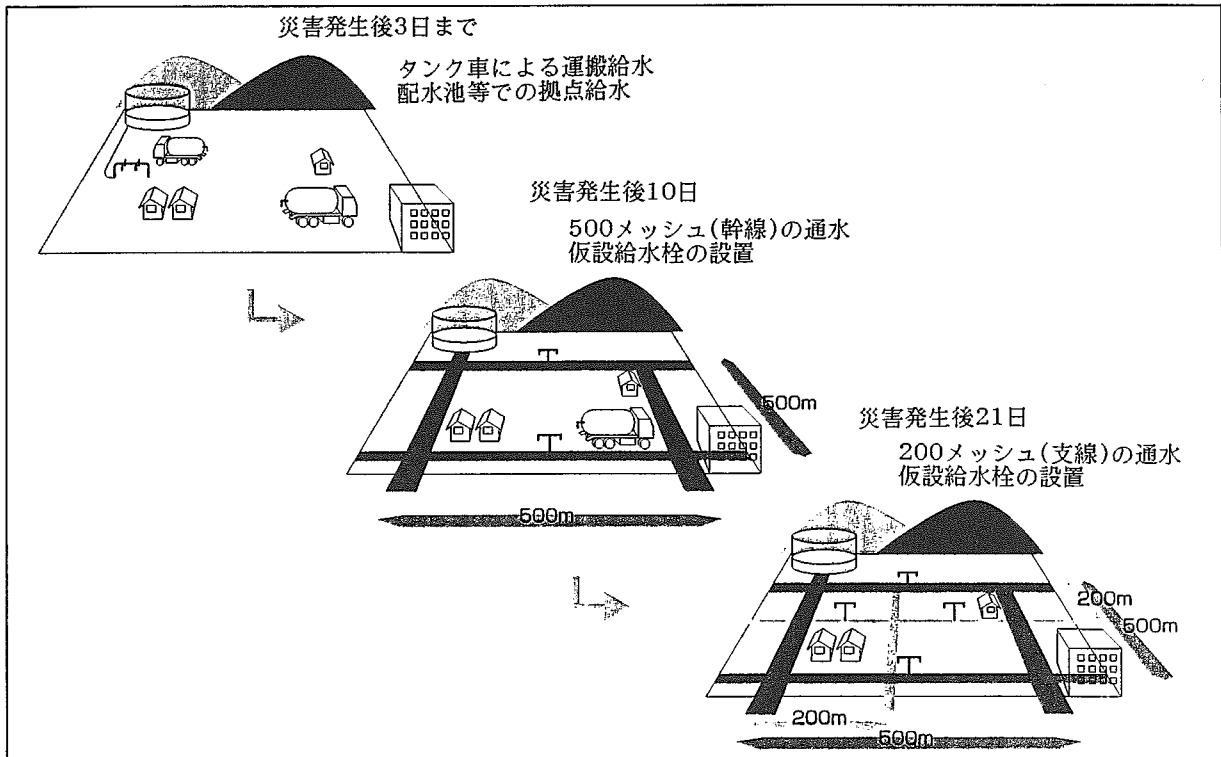 災害発生後3日まで
タンク車による運搬給水
配水池等での拠点給水
災害発生後10日
500メッシュ(幹線)の通水
仮設給水栓の設置
500m
500m
災害発生後21日
200メッシュ(支線)の通水
仮設給水栓の設置
200m
500m
200m
500m